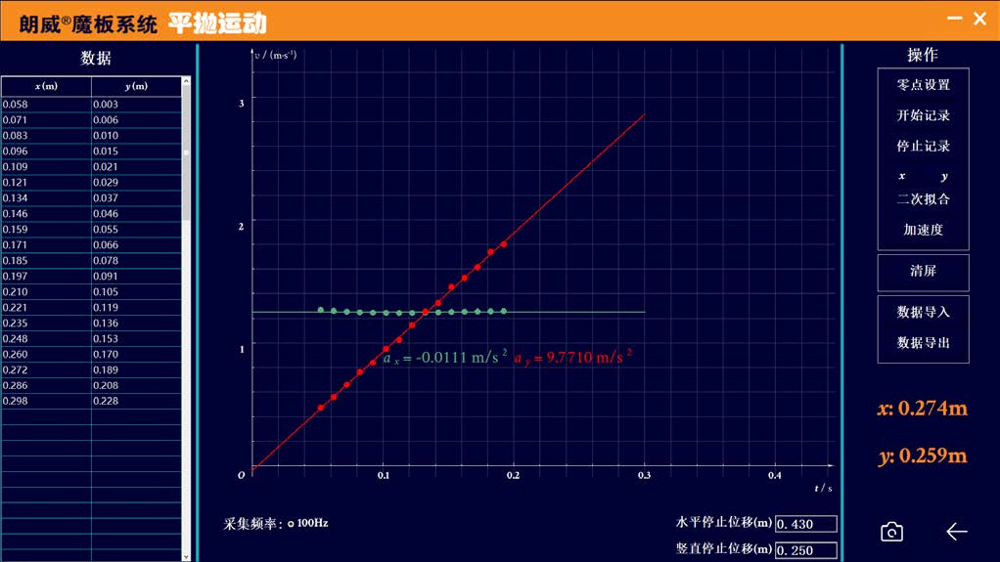 朗威®魔板系统 平抛运动
数据
x (m) y (m)
0.058 0.003
0.071 0.006
0.083 0.010
0.096 0.015
0.109 0.021
0.121 0.029
0.134 0.037
0.146 0.046
0.159 0.055
0.171 0.066
0.185 0.078
0.197 0.091
0.210 0.105
0.221 0.119
0.235 0.136
0.248 0.153
0.260 0.170
0.272 0.189
0.286 0.208
0.298 0.228
υ / (m·s⁻¹)
3
2
1
a x = -0.0111 m/s 2 a y = 9.7710 m/s 2
O 0.1 0.2 0.3 0.4
t / s
采集频率: 100Hz
水平停止位移(m) 0.430
竖直停止位移(m) 0.250
操作
零点设置
开始记录
停止记录
x y
二次拟合
加速度
清屏
数据导入
数据导出
x: 0.274m
y: 0.259m